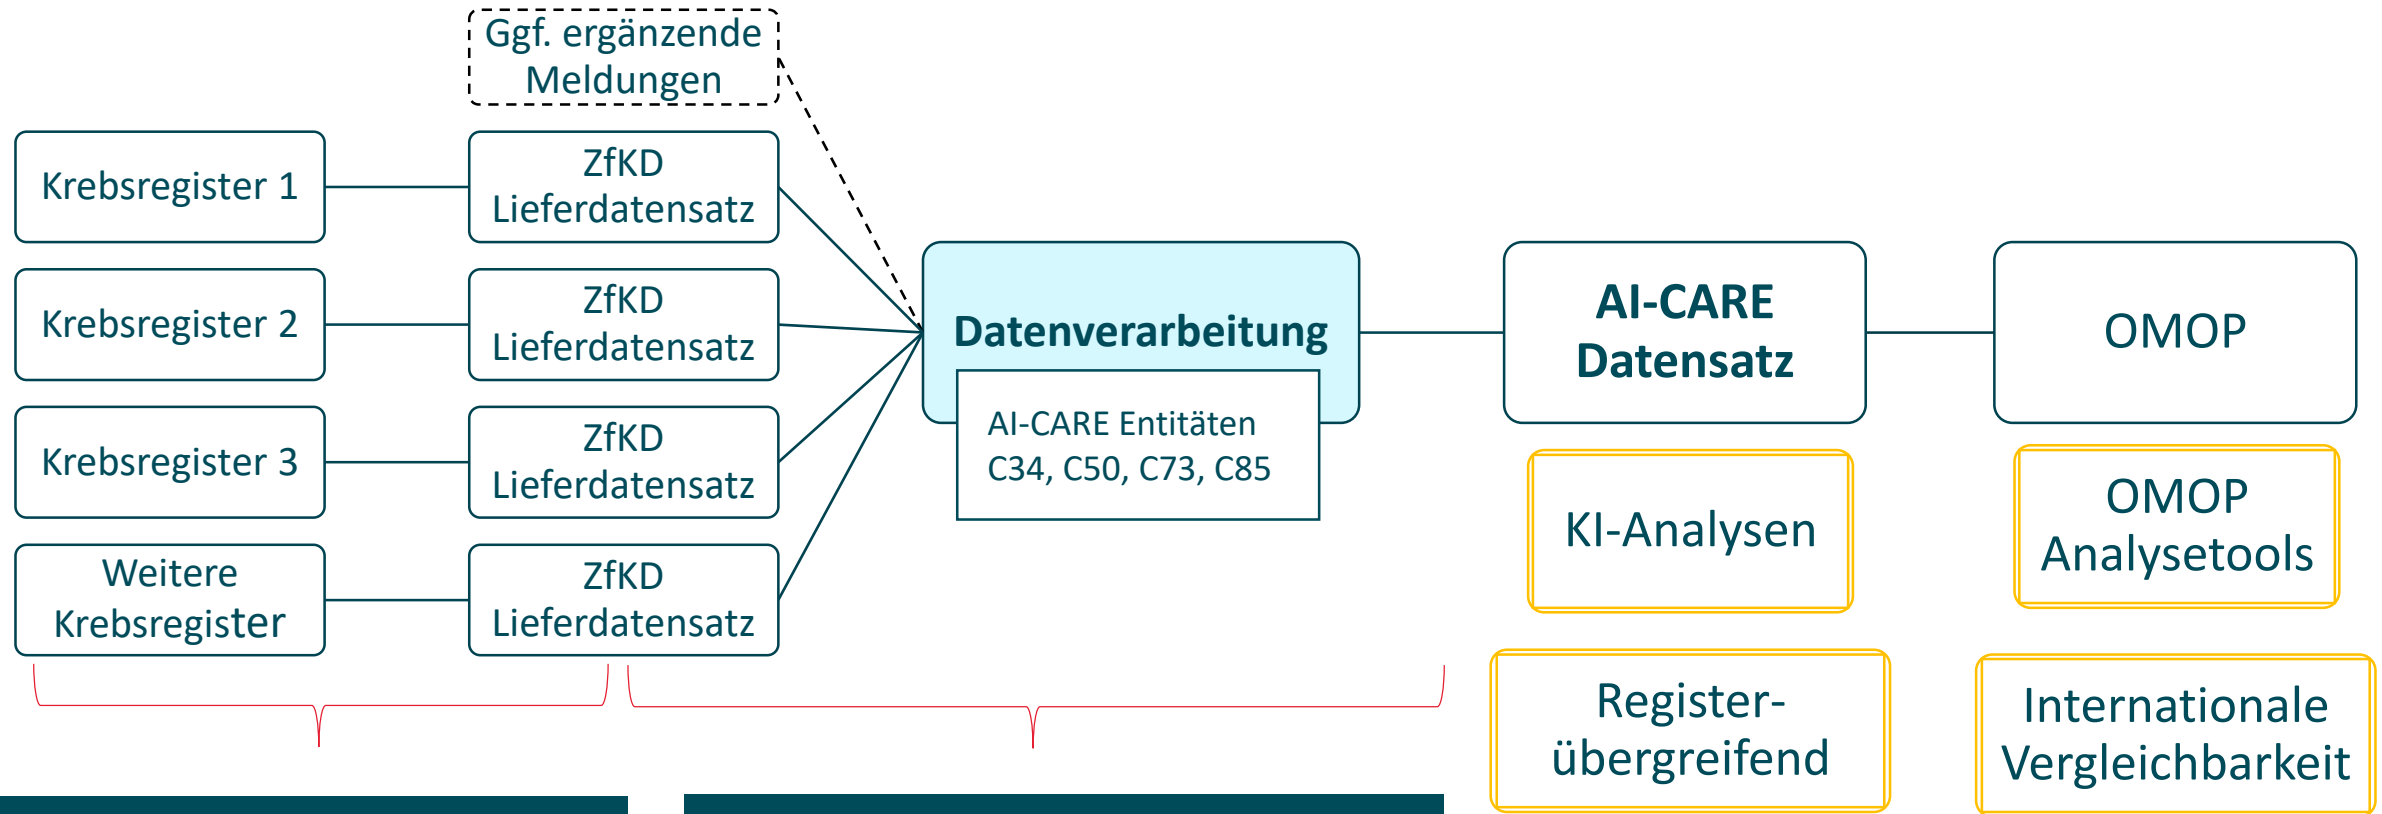 Ggf. ergänzende
Meldungen
Krebsregister 1
ZfKD
Lieferdatensatz
Krebsregister 2
ZfKD
Lieferdatensatz
Krebsregister 3
ZfKD
Lieferdatensatz
Weitere
Krebsregister
ZfKD
Lieferdatensatz
Datenverarbeitung
AI-CARE Entitäten
C34, C50, C73, C85
AI-CARE
Datensatz
KI-Analysen
Register-
übergreifend
OMOP
OMOP
Analysetools
Internationale
Vergleichbarkeit